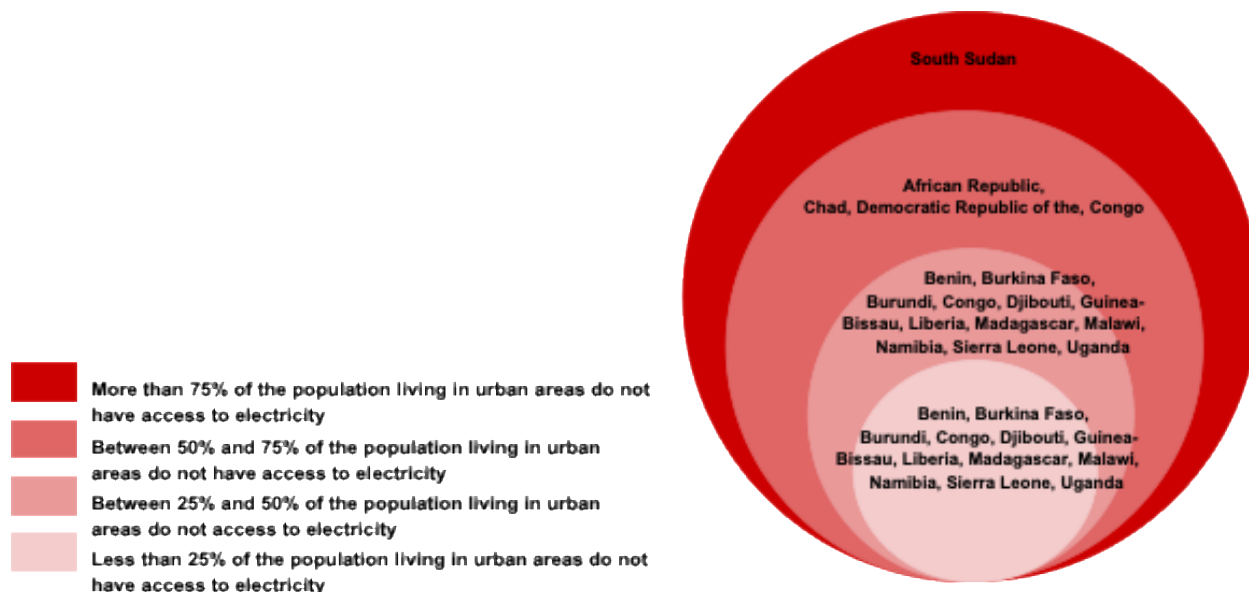 South Sudan
African Republic,
Chad, Democratic Republic of the, Congo
Benin, Burkina Faso,
Burundi, Congo, Djibouti, Guinea-
Bissau, Liberia, Madagascar, Malawi,
Namibia, Sierra Leone, Uganda
Benin, Burkina Faso,
Burundi, Congo, Djibouti, Guinea-
Bissau, Liberia, Madagascar, Malawi,
Namibia, Sierra Leone, Uganda
More than 75% of the population living in urban areas do not
have access to electricity
Between 50% and 75% of the population living in urban
areas do not have access to electricity
Between 25% and 50% of the population living in urban
areas do not access to electricity
Less than 25% of the population living in urban areas do not
have access to electricity